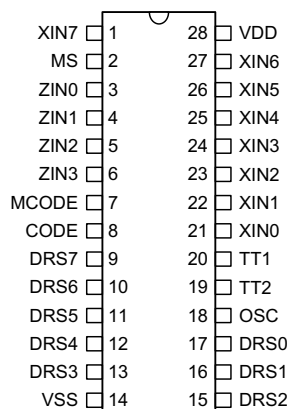 XIN7 1 28 VDD
MS 2 27 XIN6
ZIN0 3 26 XIN5
ZIN1 4 25 XIN4
ZIN2 5 24 XIN3
ZIN3 6 23 XIN2
MCODE 7 22 XIN1
CODE 8 21 XIN0
DRS7 9 20 TT1
DRS6 10 19 TT2
DRS5 11 18 OSC
DRS4 12 17 DRS0
DRS3 13 16 DRS1
VSS 14 15 DRS2